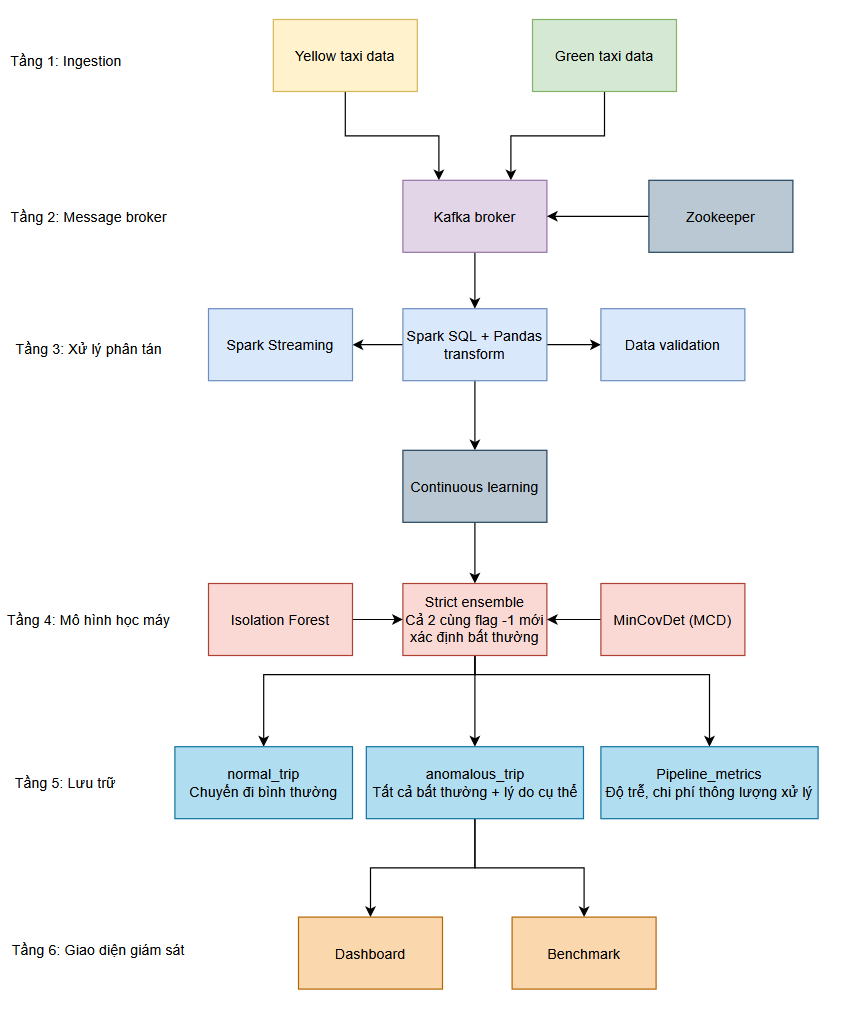 Tầng 1: Ingestion
Yellow taxi data
Green taxi data
Tầng 2: Message broker
Kafka broker
Zookeeper
Tầng 3: Xử lý phân tán
Spark Streaming
Spark SQL + Pandas
transform
Data validation
Continuous learning
Tầng 4: Mô hình học máy
Isolation Forest
Strict ensemble
Cả 2 cùng flag -1 mới
xác định bất thường
MinCovDet (MCD)
Tầng 5: Lưu trữ
normal_trip
Chuyến đi bình thường
anomalous_trip
Tất cả bất thường + lý do cụ thể
Pipeline_metrics
Độ trễ, chi phí thông lượng xử lý
Tầng 6: Giao diện giám sát
Dashboard
Benchmark